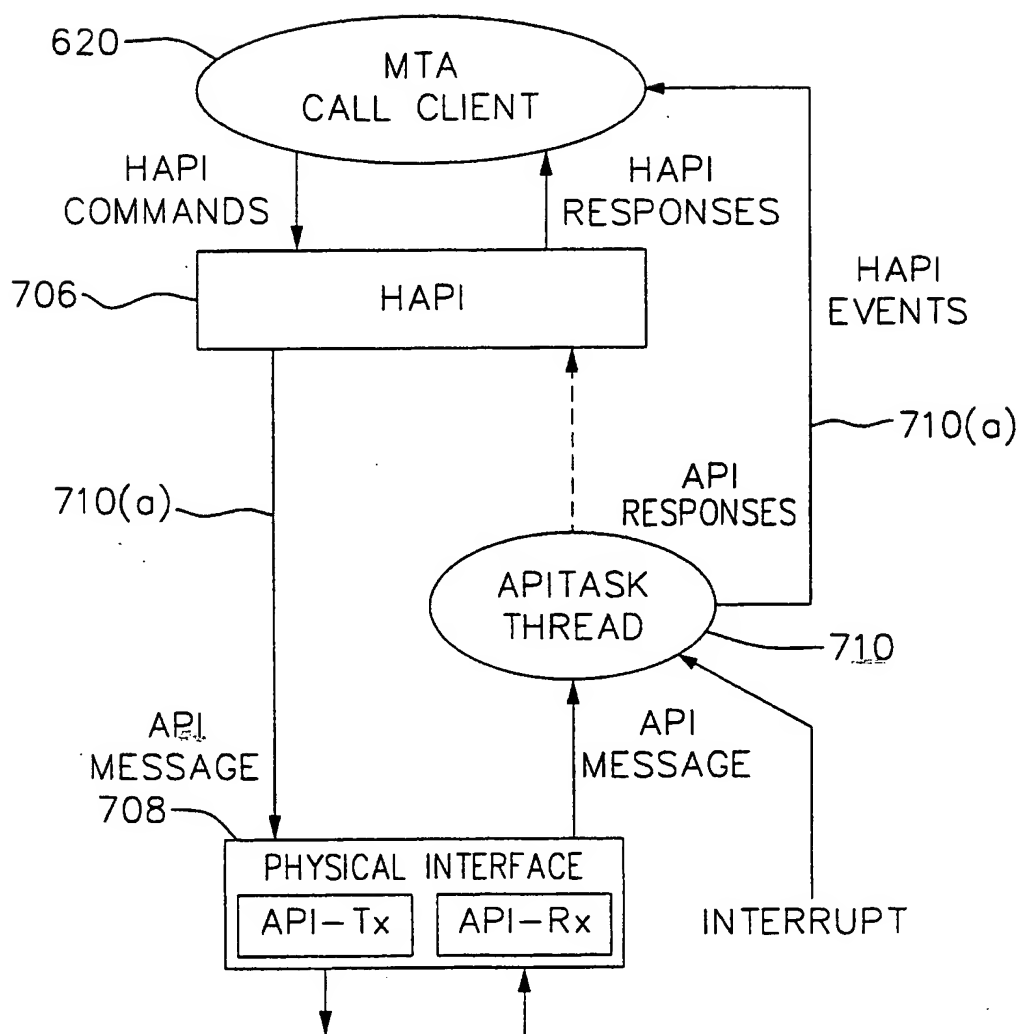 620
MTA
CALL CLIENT
HAPI
COMMANDS
HAPI
RESPONSES
706
HAPI
HAPI
EVENTS
710(a)
710(a)
API
RESPONSES
APITASK
THREAD
710
API
MESSAGE
API
MESSAGE
708
PHYSICAL INTERFACE
API-Tx
API-Rx
INTERRUPT